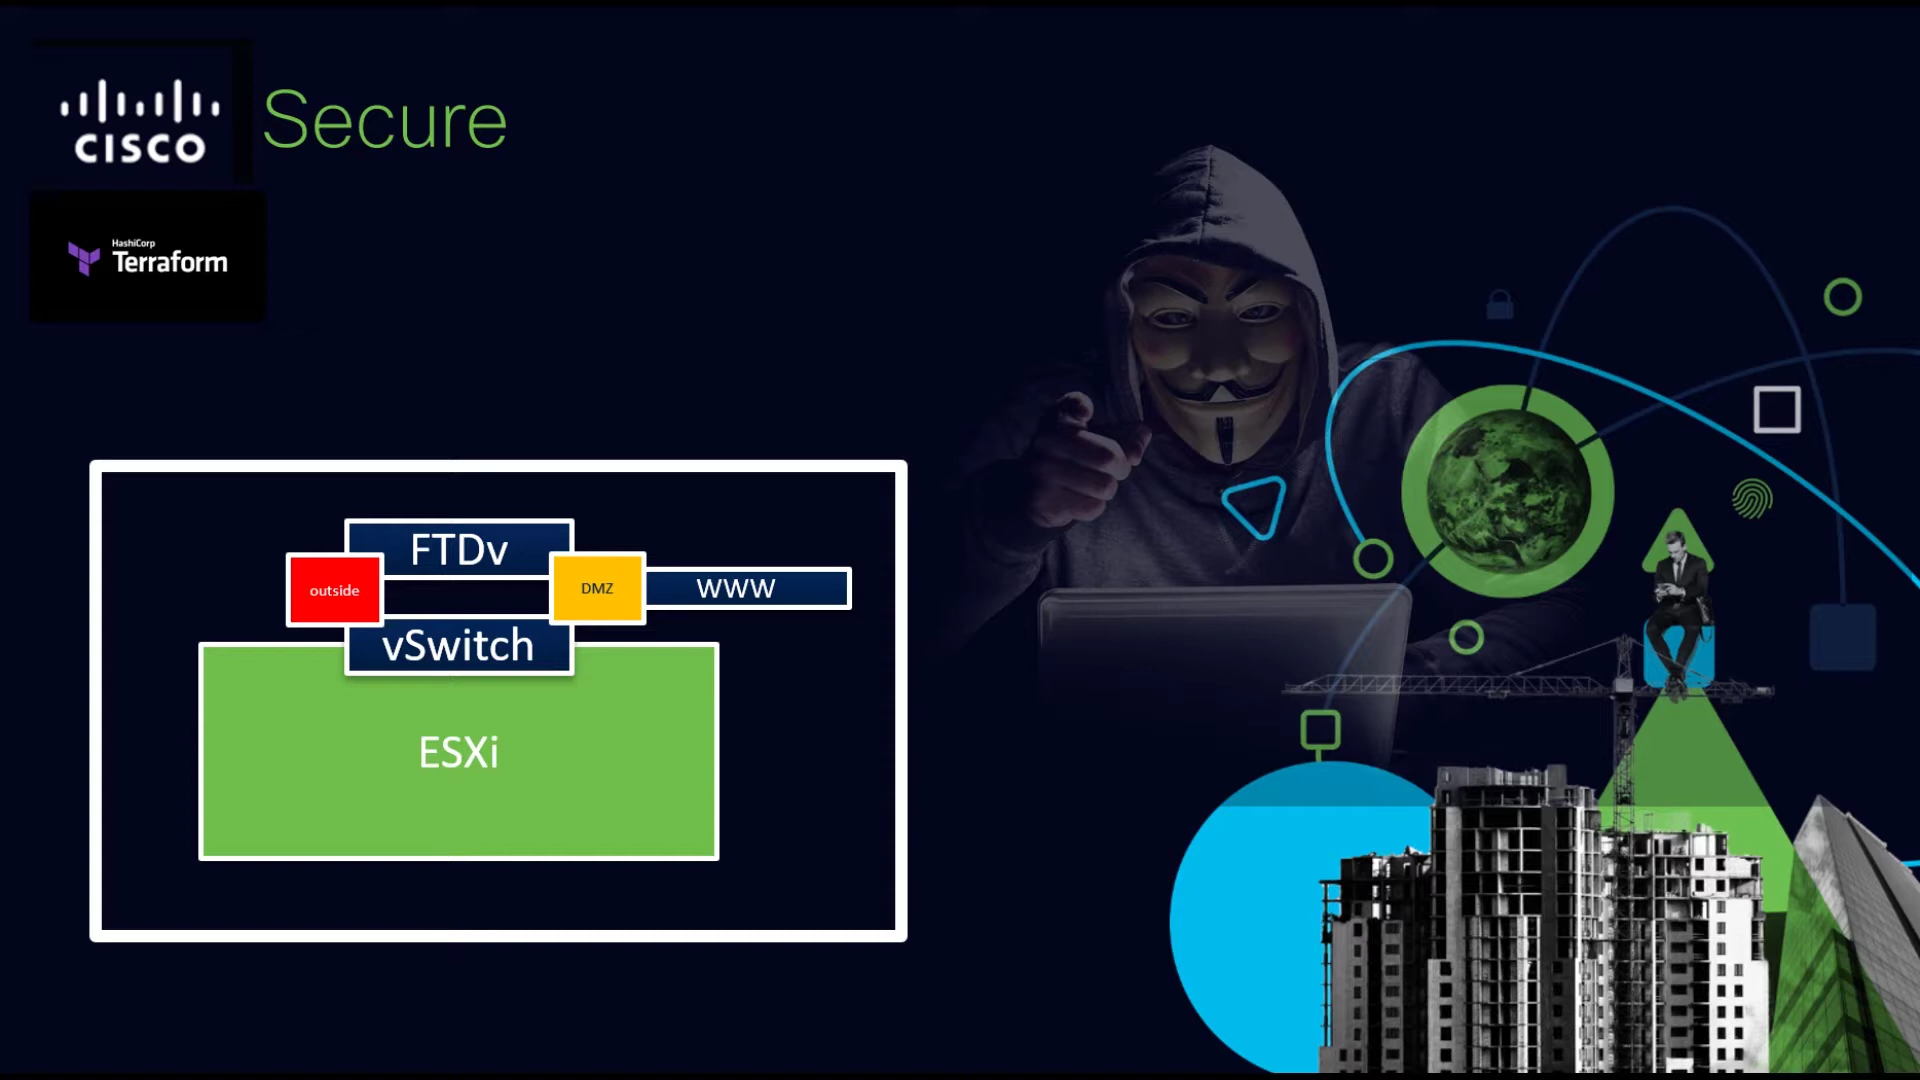 CISCO
Secure
HashiCorp
Terraform
FTDv
outside
DMZ
WWW
vSwitch
ESXi